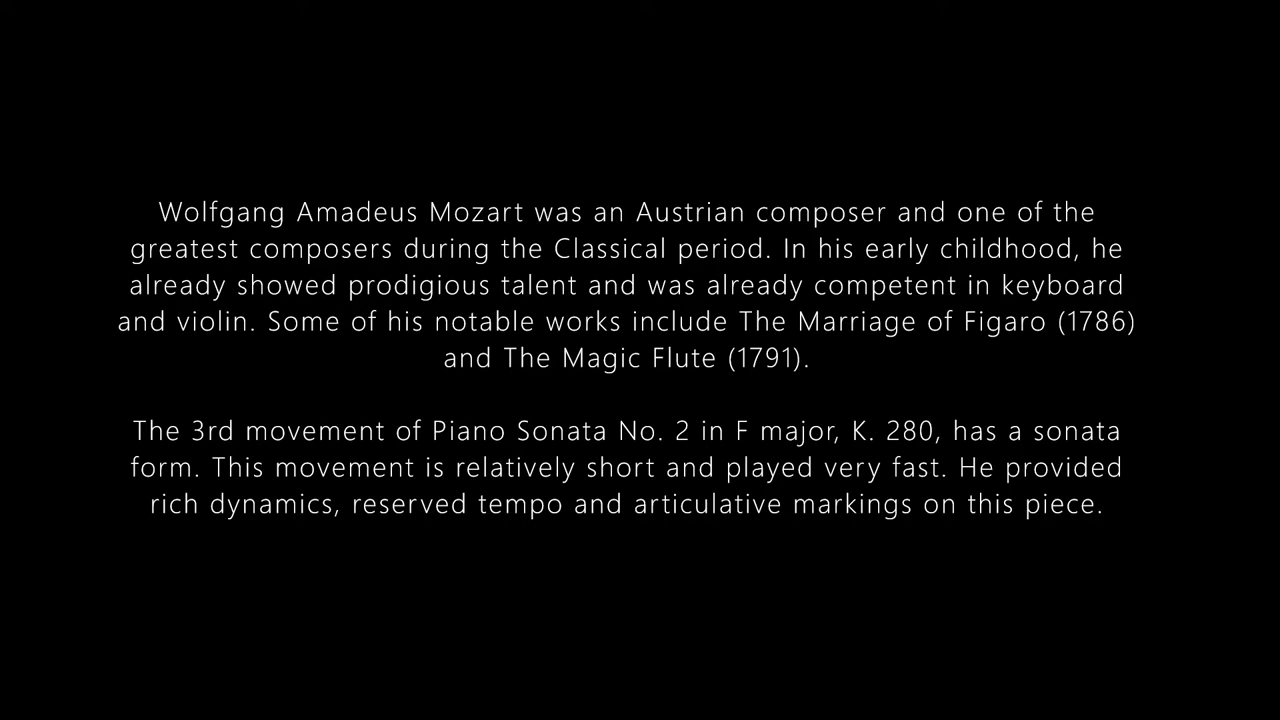 Wolfgang Amadeus Mozart was an Austrian composer and one of the
greatest composers during the Classical period. In his early childhood, he
already showed prodigious talent and was already competent in keyboard
and violin. Some of his notable works include The Marriage of Figaro (1786)
and The Magic Flute (1791).
The 3rd movement of Piano Sonata No. 2 in F major, K. 280, has a sonata
form. This movement is relatively short and played very fast. He provided
rich dynamics, reserved tempo and articulative markings on this piece.